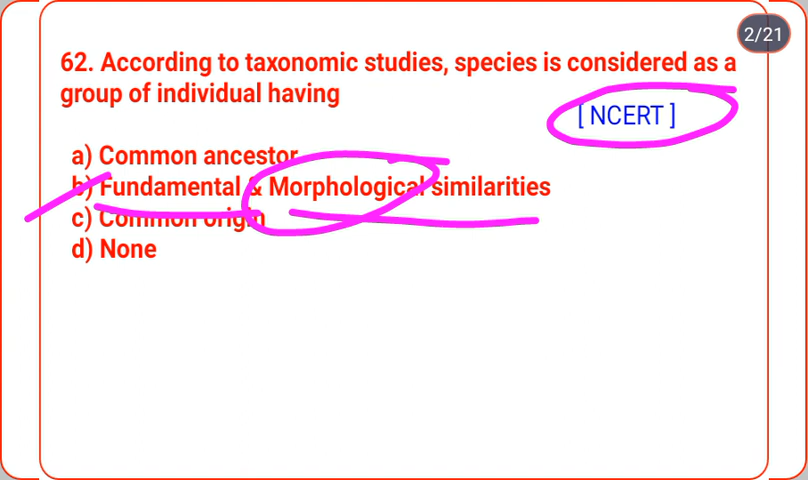 2/21
62. According to taxonomic studies, species is considered as a
group of individual having
[ NCERT ]
a) Common ancestor
b) Fundamental & Morphological similarities
c) Common origin
d) None